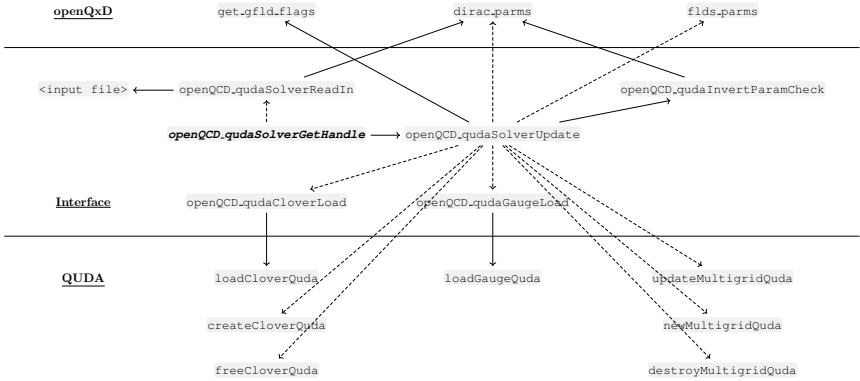 openQxD get_gfld_flags dirac_parms flds_parms
<input file> openQCD_qudaSolverReadIn openQCD_qudaInvertParamCheck
openQCD_qudaSolverGetHandle openQCD_qudaSolverUpdate
Interface openQCD_qudaCloverLoad openQCD_qudaGaugeLoad
QUDA loadCloverQuda loadGaugeQuda updateMultigridQuda
createCloverQuda newMultigridQuda
freeCloverQuda destroyMultigridQuda